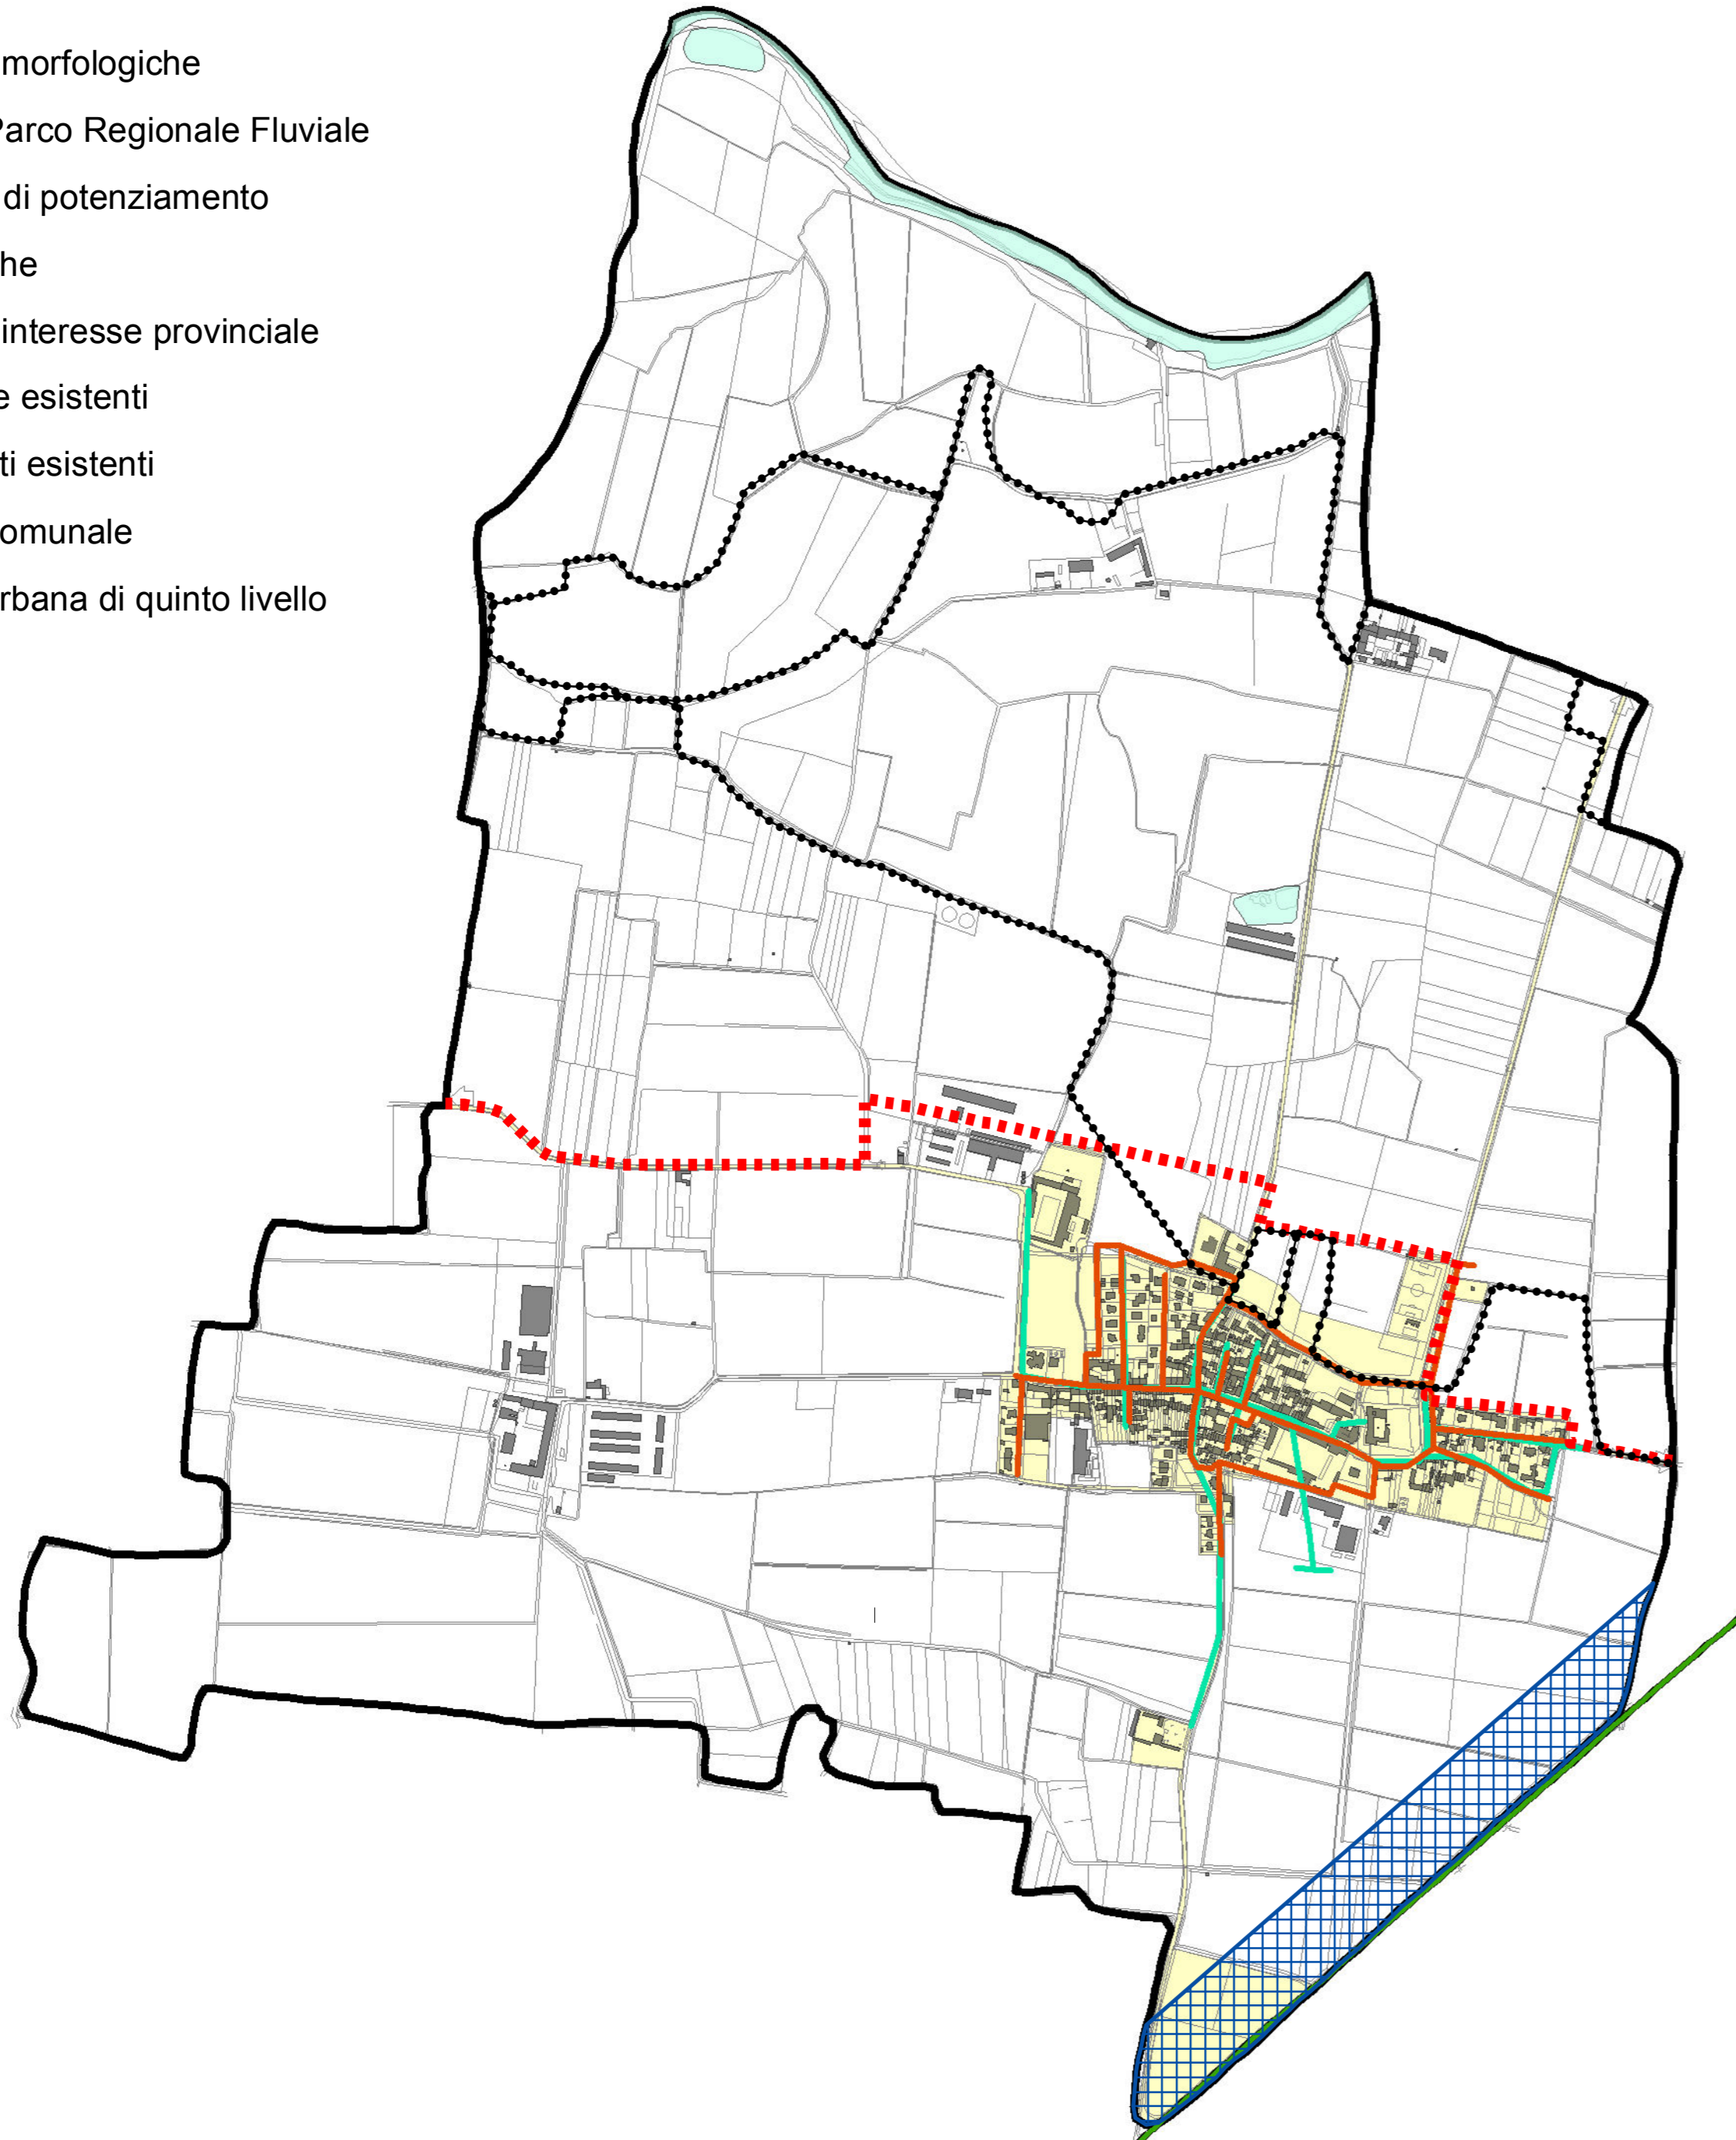 morfologiche
Parco Regionale Fluviale
di potenziamento
he
interesse provinciale
e esistenti
ti esistenti
omunale
rbana di quinto livello